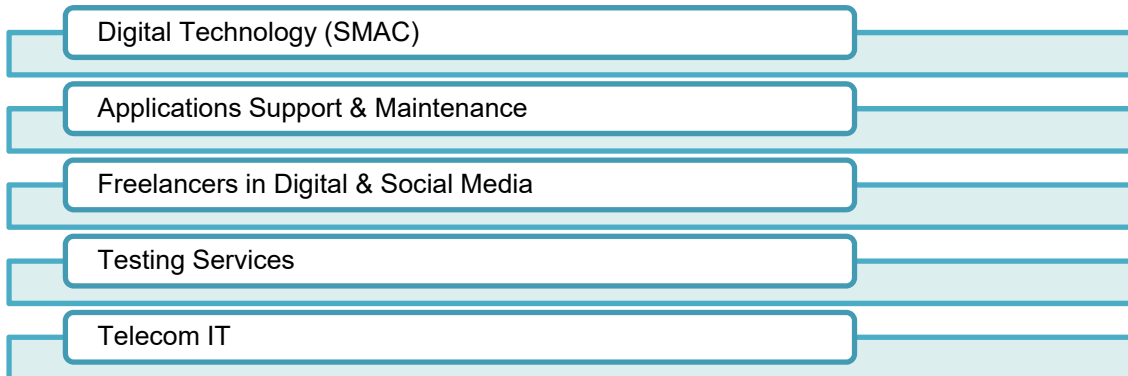 Digital Technology (SMAC)
Applications Support & Maintenance
Freelancers in Digital & Social Media
Testing Services
Telecom IT